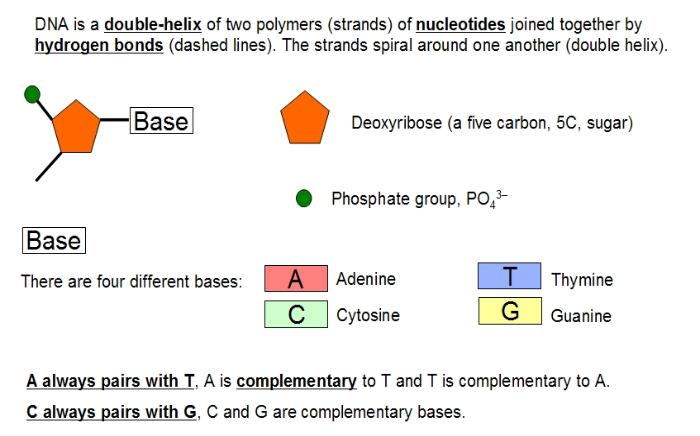 DNA is a double-helix of two polymers (strands) of nucleotides joined together by
hydrogen bonds (dashed lines). The strands spiral around one another (double helix).
Base
Deoxyribose (a five carbon, 5C, sugar)
Phosphate group, PO₄³⁻
Base
There are four different bases:
A Adenine
T Thymine
C Cytosine
G Guanine
A always pairs with T, A is complementary to T and T is complementary to A.
C always pairs with G, C and G are complementary bases.